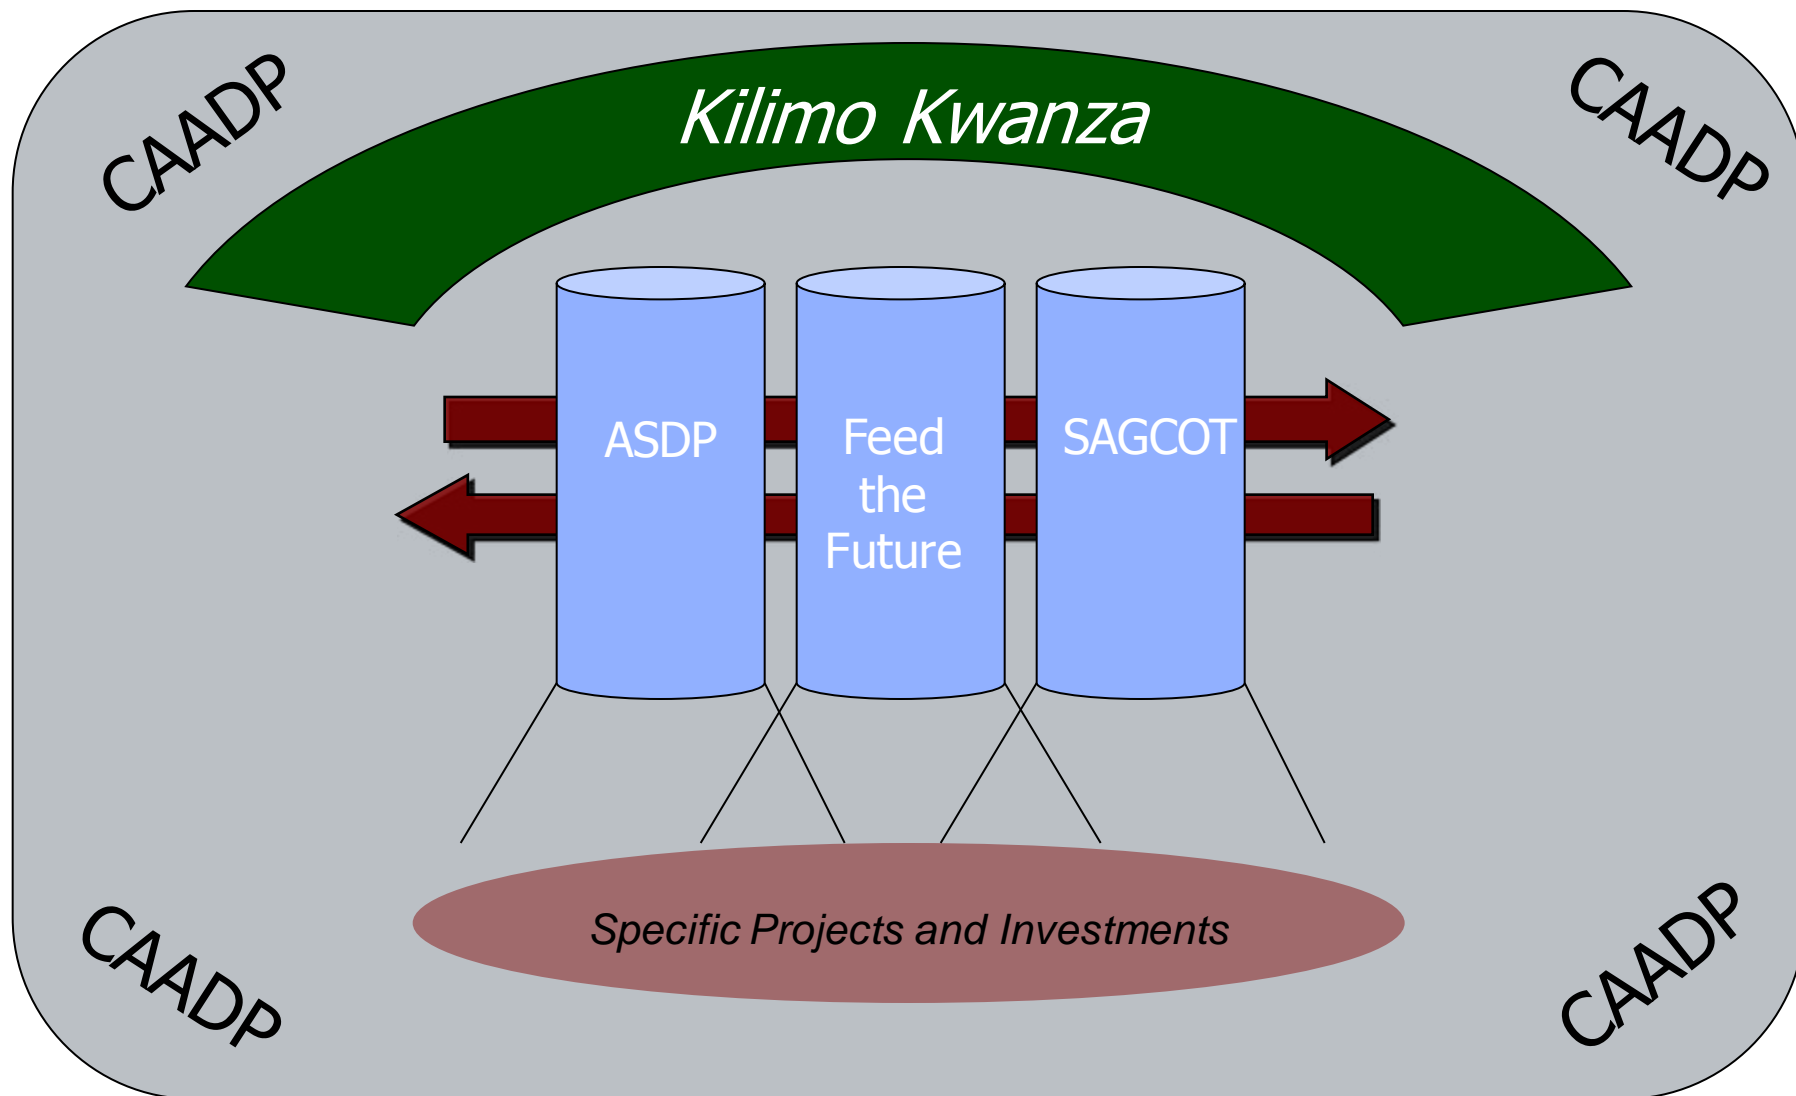 CAADP
Kilimo Kwanza
CAADP
ASDP
Feed
the
Future
SAGCOT
Specific Projects and Investments
CAADP
CAADP